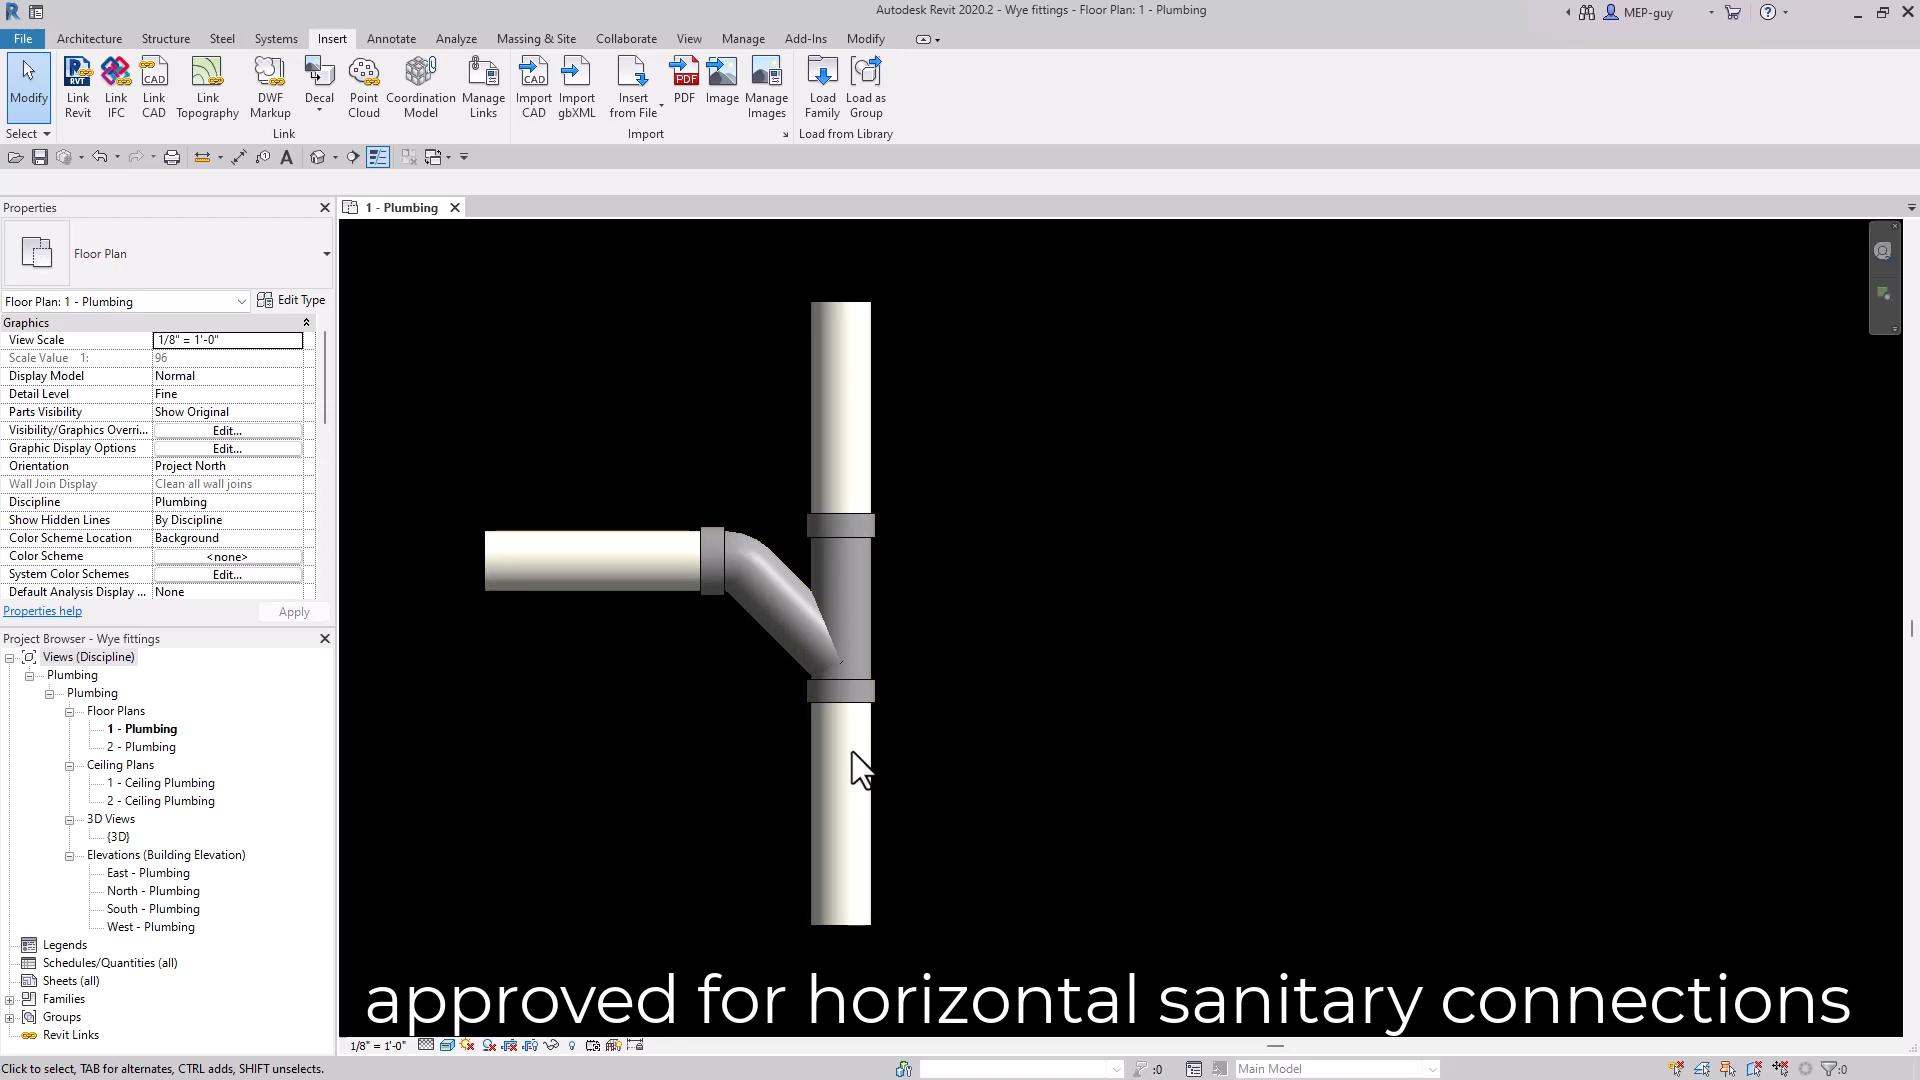 Autodesk Revit 2020.2 - Wye fittings - Floor Plan: 1 - Plumbing
MEP-guy
File Architecture Structure Steel Systems Insert Annotate Analyze Massing & Site Collaborate View Manage Add-Ins Modify
Modify
Link Revit
Link IFC
Link CAD
Link Topography
DWF Markup
Decal
Point Cloud
Coordination Model
Manage Links
Import CAD
Import gbXML
Insert from File
PDF
Image
Manage Images
Load Family
Load as Group
Select Link Import Load from Library
Properties
1 - Plumbing
Floor Plan
Floor Plan: 1 - Plumbing Edit Type
Graphics
View Scale 1/8" = 1'-0"
Scale Value 1: 96
Display Model Normal
Detail Level Fine
Parts Visibility Show Original
Visibility/Graphics Overri... Edit...
Graphic Display Options Edit...
Orientation Project North
Wall Join Display Clean all wall joins
Discipline Plumbing
Show Hidden Lines By Discipline
Color Scheme Location Background
Color Scheme <none>
System Color Schemes Edit...
Default Analysis Display ... None
Properties help Apply
Project Browser - Wye fittings
Views (Discipline)
Plumbing
Plumbing
Floor Plans
1 - Plumbing
2 - Plumbing
Ceiling Plans
1 - Ceiling Plumbing
2 - Ceiling Plumbing
3D Views
{3D}
Elevations (Building Elevation)
East - Plumbing
North - Plumbing
South - Plumbing
West - Plumbing
Legends
Schedules/Quantities (all)
Sheets (all)
Families
Groups
Revit Links
approved for horizontal sanitary connections
1/8" = 1'-0"
Click to select, TAB for alternates, CTRL adds, SHIFT unselects.
:0
Main Model
:0